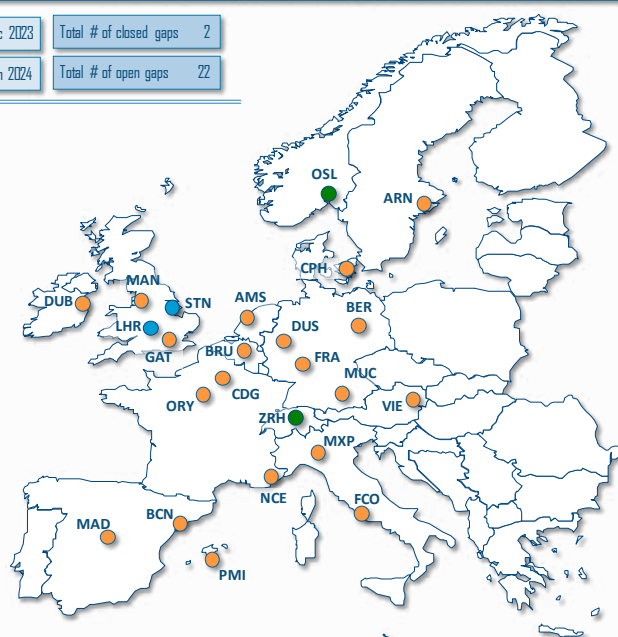 2023
Total # of closed gaps 2
2024
Total # of open gaps 22
OSL
ARN
CPH
MAN
DUB
STN
AMS
BER
LHR
DUS
GAT
BRU
FRA
MUC
CDG
ORY
VIE
ZRH
MXP
NCE
FCO
BCN
MAD
PMI